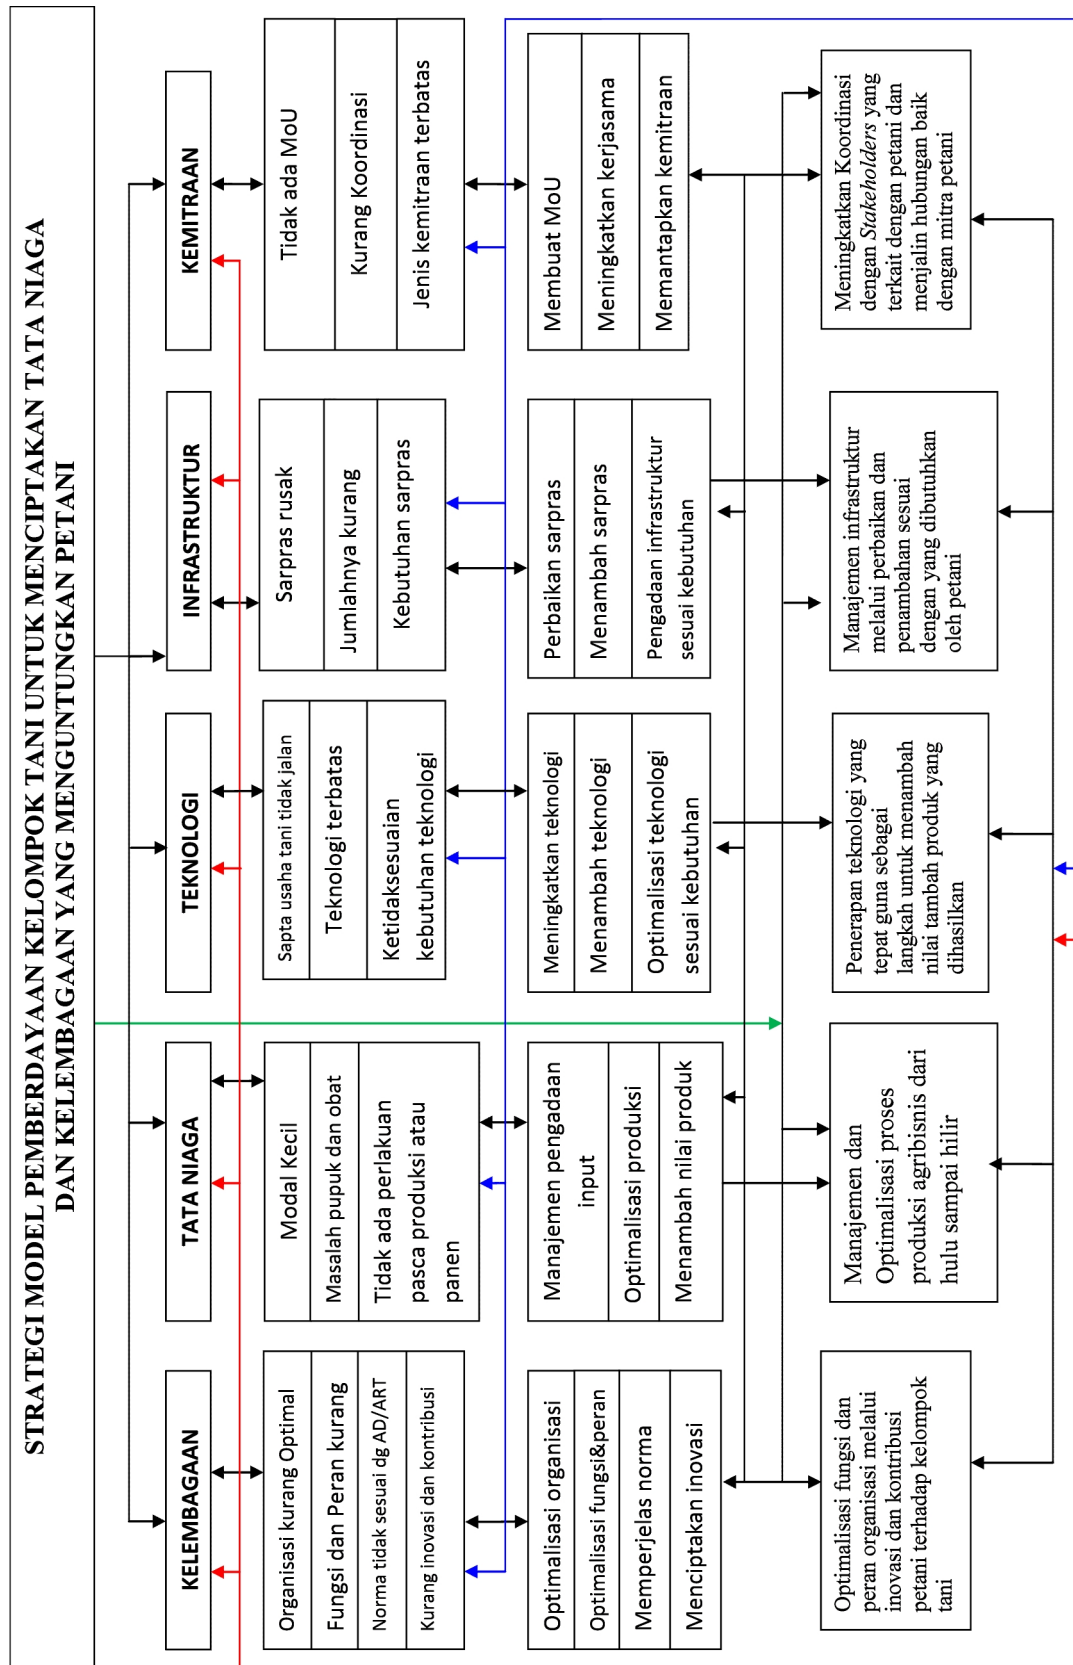 STRATEGI MODEL PEMBERDAYAAN KELOMPOK TANI UNTUK MENCIPTAKAN TATA NIAGA
DAN KELEMBAGAAN YANG MENGUNTUNGKAN PETANI
KELEMBAGAAN
TATA NIAGA
TEKNOLOGI
INFRASTRUKTUR
KEMITRAAN
Organisasi kurang Optimal
Fungsi dan Peran kurang
Norma tidak sesuai dg AD/ART
Kurang inovasi dan kontribusi
Modal Kecil
Masalah pupuk dan obat
Tidak ada perlakuan
pasca produksi atau
panen
Sapta usaha tani tidak jalan
Teknologi terbatas
Ketidaksesuaian
kebutuhan teknologi
Sarpras rusak
Jumlahnya kurang
Kebutuhan sarpras
Tidak ada MoU
Kurang Koordinasi
Jenis kemitraan terbatas
Optimalisasi organisasi
Optimalisasi fungsi&peran
Memperjelas norma
Menciptakan inovasi
Manajemen pengadaan
input
Optimalisasi produksi
Menambah nilai produk
Meningkatkan teknologi
Menambah teknologi
Optimalisasi teknologi
sesuai kebutuhan
Perbaikan sarpras
Menambah sarpras
Pengadaan infrastruktur
sesuai kebutuhan
Membuat MoU
Meningkatkan kerjasama
Memantapkan kemitraan
Optimalisasi fungsi dan
peran organisasi melalui
inovasi dan kontribusi
petani terhadap kelompok
tani
Manajemen dan
Optimalisasi proses
produksi agribisnis dari
hulu sampai hilir
Penerapan teknologi yang
tepat guna sebagai
langkah untuk menambah
nilai tambah produk yang
dihasilkan
Manajemen infrastruktur
melalui perbaikan dan
penambahan sesuai
dengan yang dibutuhkan
oleh petani
Meningkatkan Koordinasi
dengan Stakeholders yang
terkait dengan petani dan
menjalin hubungan baik
dengan mitra petani